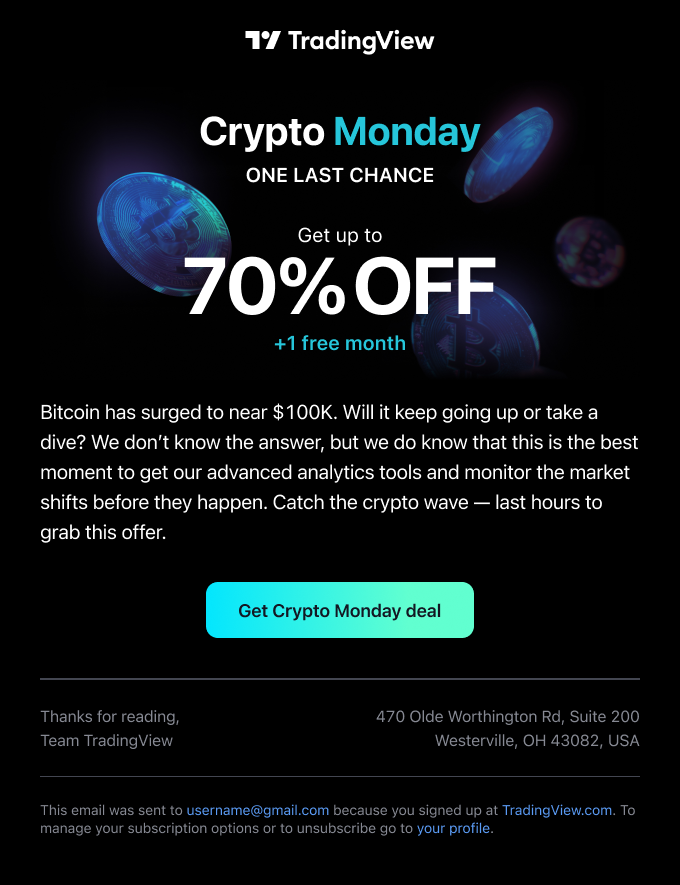 TradingView
Crypto Monday
ONE LAST CHANCE
Get up to
70% OFF
+1 free month
Bitcoin has surged to near $100K. Will it keep going up or take a
dive? We don’t know the answer, but we do know that this is the best
moment to get our advanced analytics tools and monitor the market
shifts before they happen. Catch the crypto wave — last hours to
grab this offer.
Get Crypto Monday deal
Thanks for reading,
Team TradingView
470 Olde Worthington Rd, Suite 200
Westerville, OH 43082, USA
This email was sent to username@gmail.com because you signed up at TradingView.com. To
manage your subscription options or to unsubscribe go to your profile.